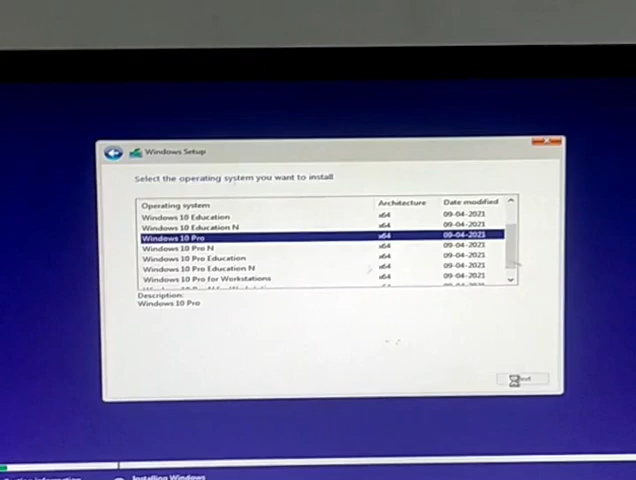 Windows Setup
Select the operating system you want to install
Operating system Architecture Date modified
Windows 10 Education x64 09-04-2021
Windows 10 Education N x64 09-04-2021
Windows 10 Pro x64 09-04-2021
Windows 10 Pro N x64 09-04-2021
Windows 10 Pro Education x64 09-04-2021
Windows 10 Pro Education N x64 09-04-2021
Windows 10 Pro for Workstations x64 09-04-2021
Description:
Windows 10 Pro
information
Installing Windows